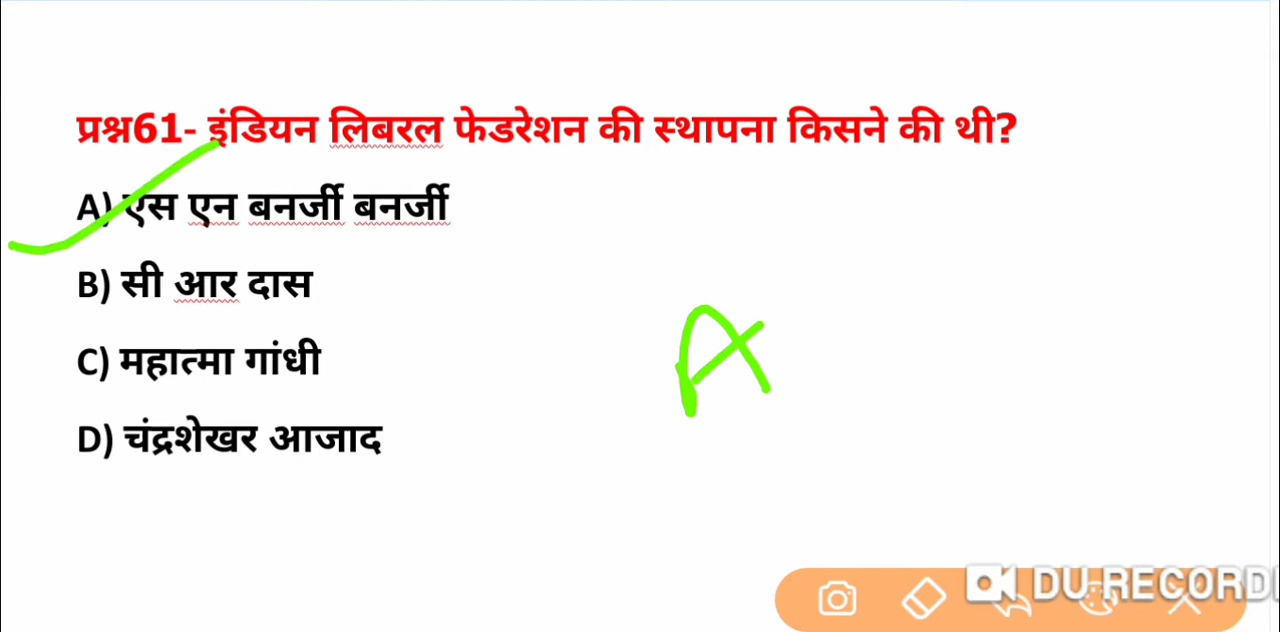 प्रश्न61- इंडियन लिबरल फेडरेशन की स्थापना किसने की थी?
A) एस एन बनर्जी बनर्जी
B) सी आर दास
A
C) महात्मा गांधी
D) चंद्रशेखर आजाद
DU RECORD